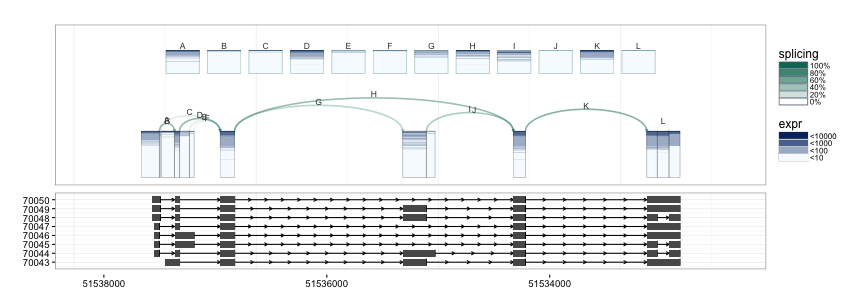 A B C D E F G H I J K L
splicing
100%
80%
60%
40%
20%
0%
H
G
K
C
I J
L
expr
<10000
<1000
<100
<10
70050
70049
70048
70047
70046
70045
70044
70043
51538000 51536000 51534000